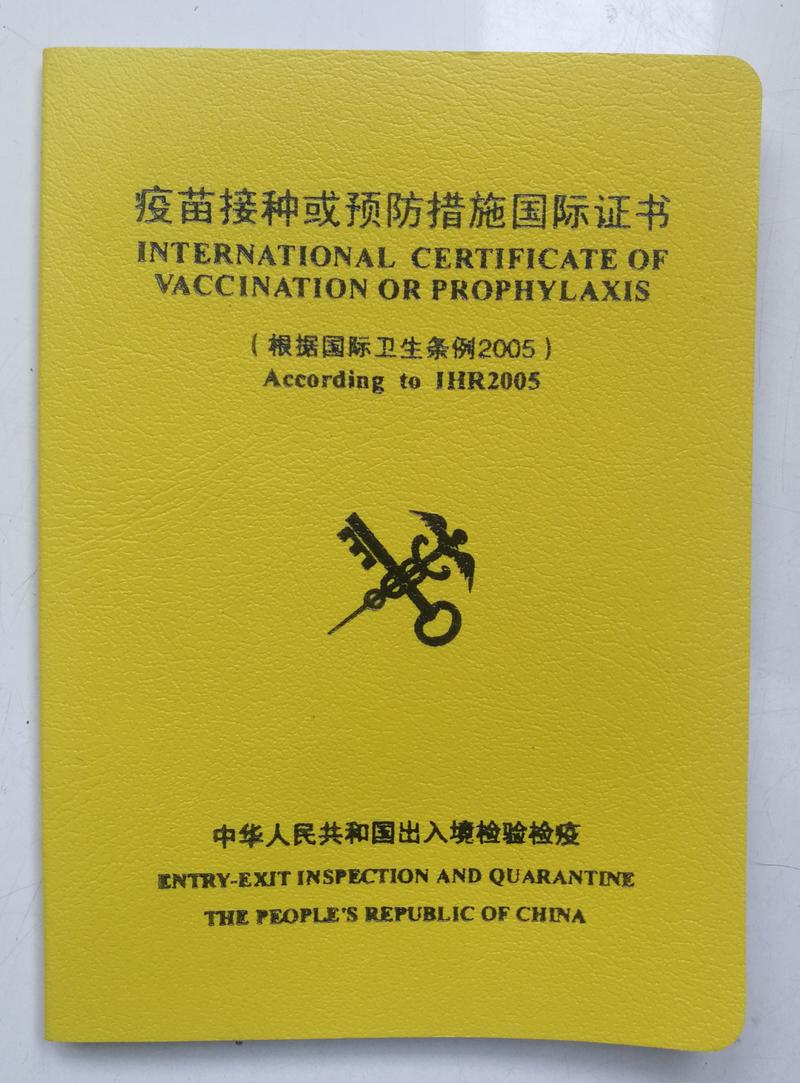 疫苗接种或预防措施国际证书
INTERNATIONAL CERTIFICATE OF
VACCINATION OR PROPHYLAXIS
（根据国际卫生条例2005）
According to IHR2005
中华人民共和国出入境检验检疫
ENTRY-EXIT INSPECTION AND QUARANTINE
THE PEOPLE'S REPUBLIC OF CHINA